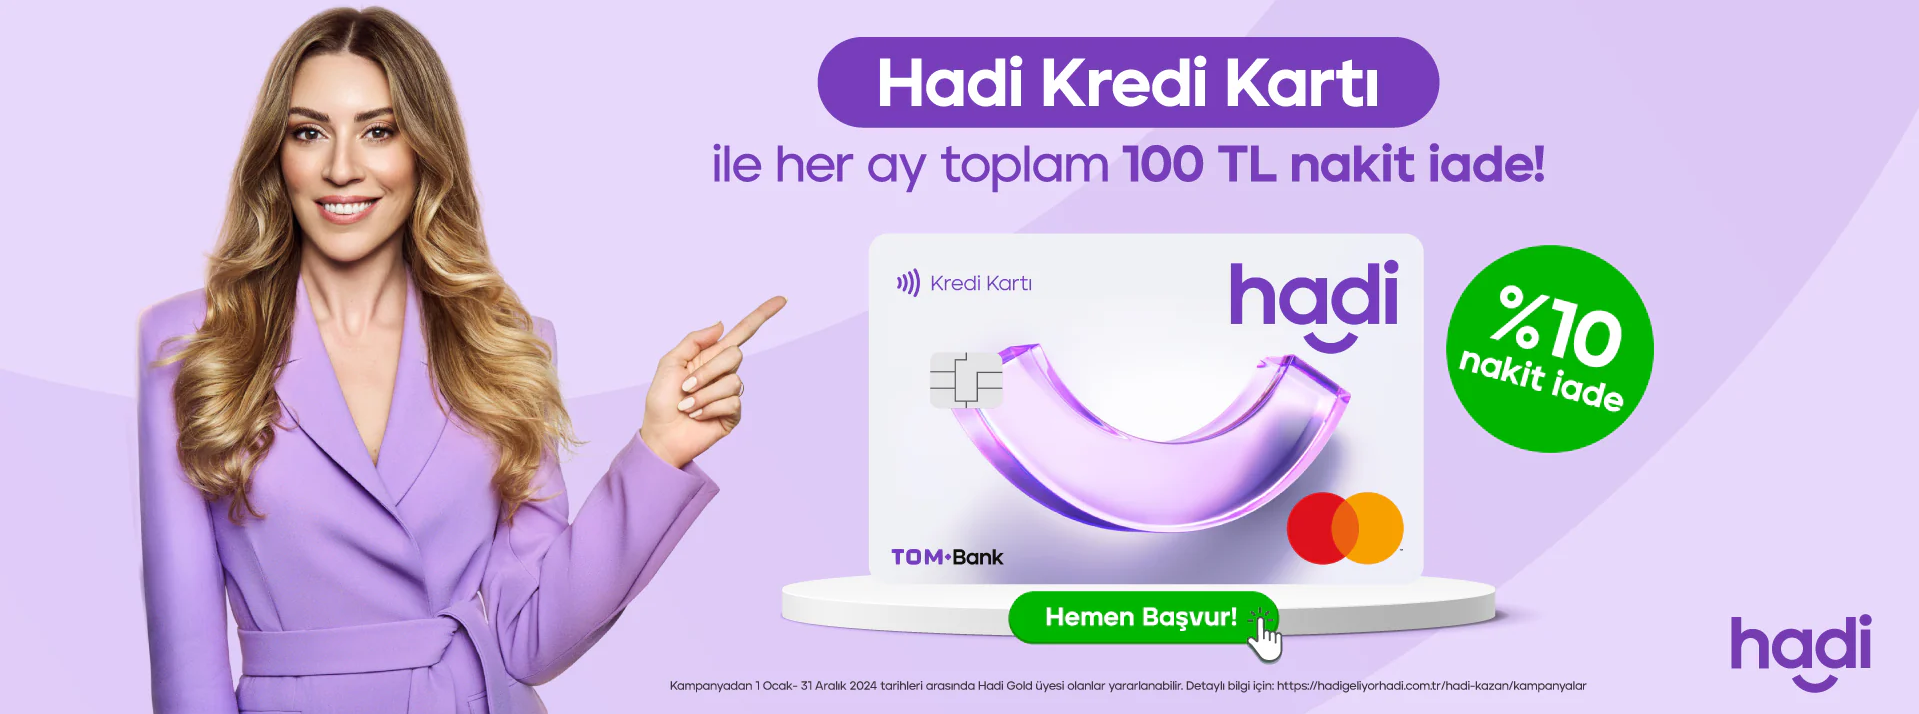 Hadi Kredi Kartı
ile her ay toplam 100 TL nakit iade!
Kredi Kartı
hadi
%10
nakit iade
TOM Bank
Hemen Başvur!
hadi
Kampanyadan 1 Ocak- 31 Aralık 2024 tarihleri arasında Hadi Gold üyesi olanlar yararlanabilir. Detaylı bilgi için: https://hadigeliyorhadi.com.tr/hadi-kazan/kampanyalar